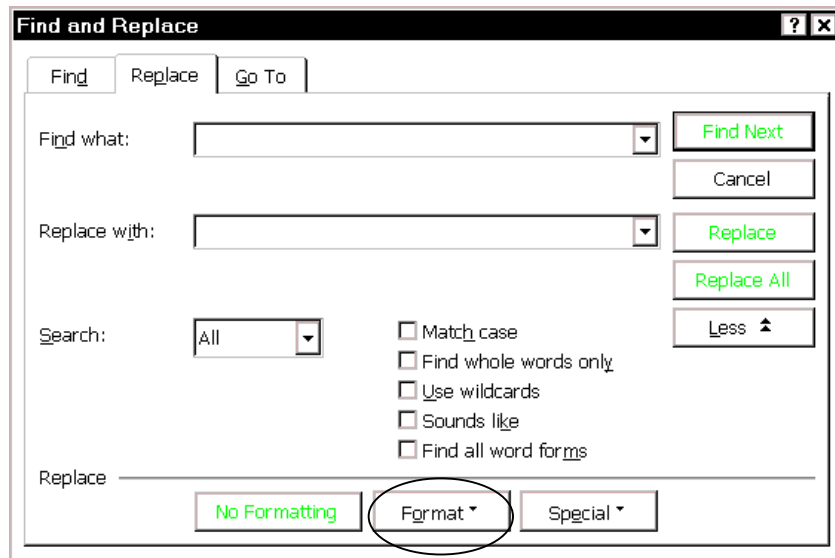 Find and Replace
Find Replace Go To
Find what:
Find Next
Cancel
Replace with:
Replace
Replace All
Search: All
Less
Match case
Find whole words only
Use wildcards
Sounds like
Find all word forms
Replace
No Formatting Format Special